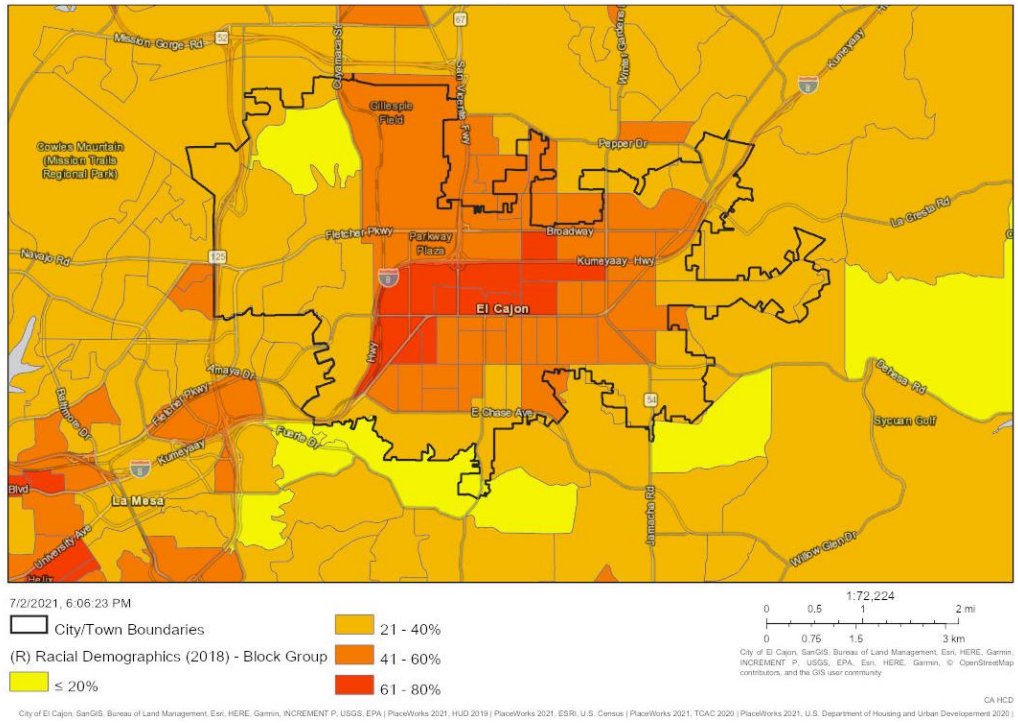 67
Mission Gorge Rd
52
Cuyamaca St
San Vicente Fwy
Kumeyaay
8
Gillespie
Field
Cowles Mountain
(Mission Trails
Regional Park)
Pepper Dr
La Cresta Rd
Fletcher Pkwy
Parkway
Plaza
Broadway
Navajo Rd
125
Kumeyaay Hwy
8
El Cajon
Hwy
Amaya Dr
Fletcher Pkwy
Baltimore Dr
54
Dehesa Rd
E Chase Ave
Sycuan Golf
Fuerte Dr
Kumeyaay
8
Blvd
La Mesa
Jamacha Rd
University Ave
Willow Glen Dr
Helix
7/2/2021, 6:06:23 PM
City/Town Boundaries
(R) Racial Demographics (2018) - Block Group
≤ 20%
21 - 40%
41 - 60%
61 - 80%
1:72,224
0 0.5 1 2 mi
0 0.75 1.5 3 km
City of El Cajon, SanGIS, Bureau of Land Management, Esri, HERE, Garmin,
INCREMENT P, USGS, EPA, Esri, HERE, Garmin, © OpenStreetMap
contributors, and the GIS user community
CA HCD
City of El Cajon, SanGIS, Bureau of Land Management, Esri, HERE, Garmin, INCREMENT P, USGS, EPA | PlaceWorks 2021, HUD 2019 | PlaceWorks 2021, ESRI, U.S. Census | PlaceWorks 2021, TCAC 2020 | PlaceWorks 2021, U.S. Department of Housing and Urban Developement 2020 |